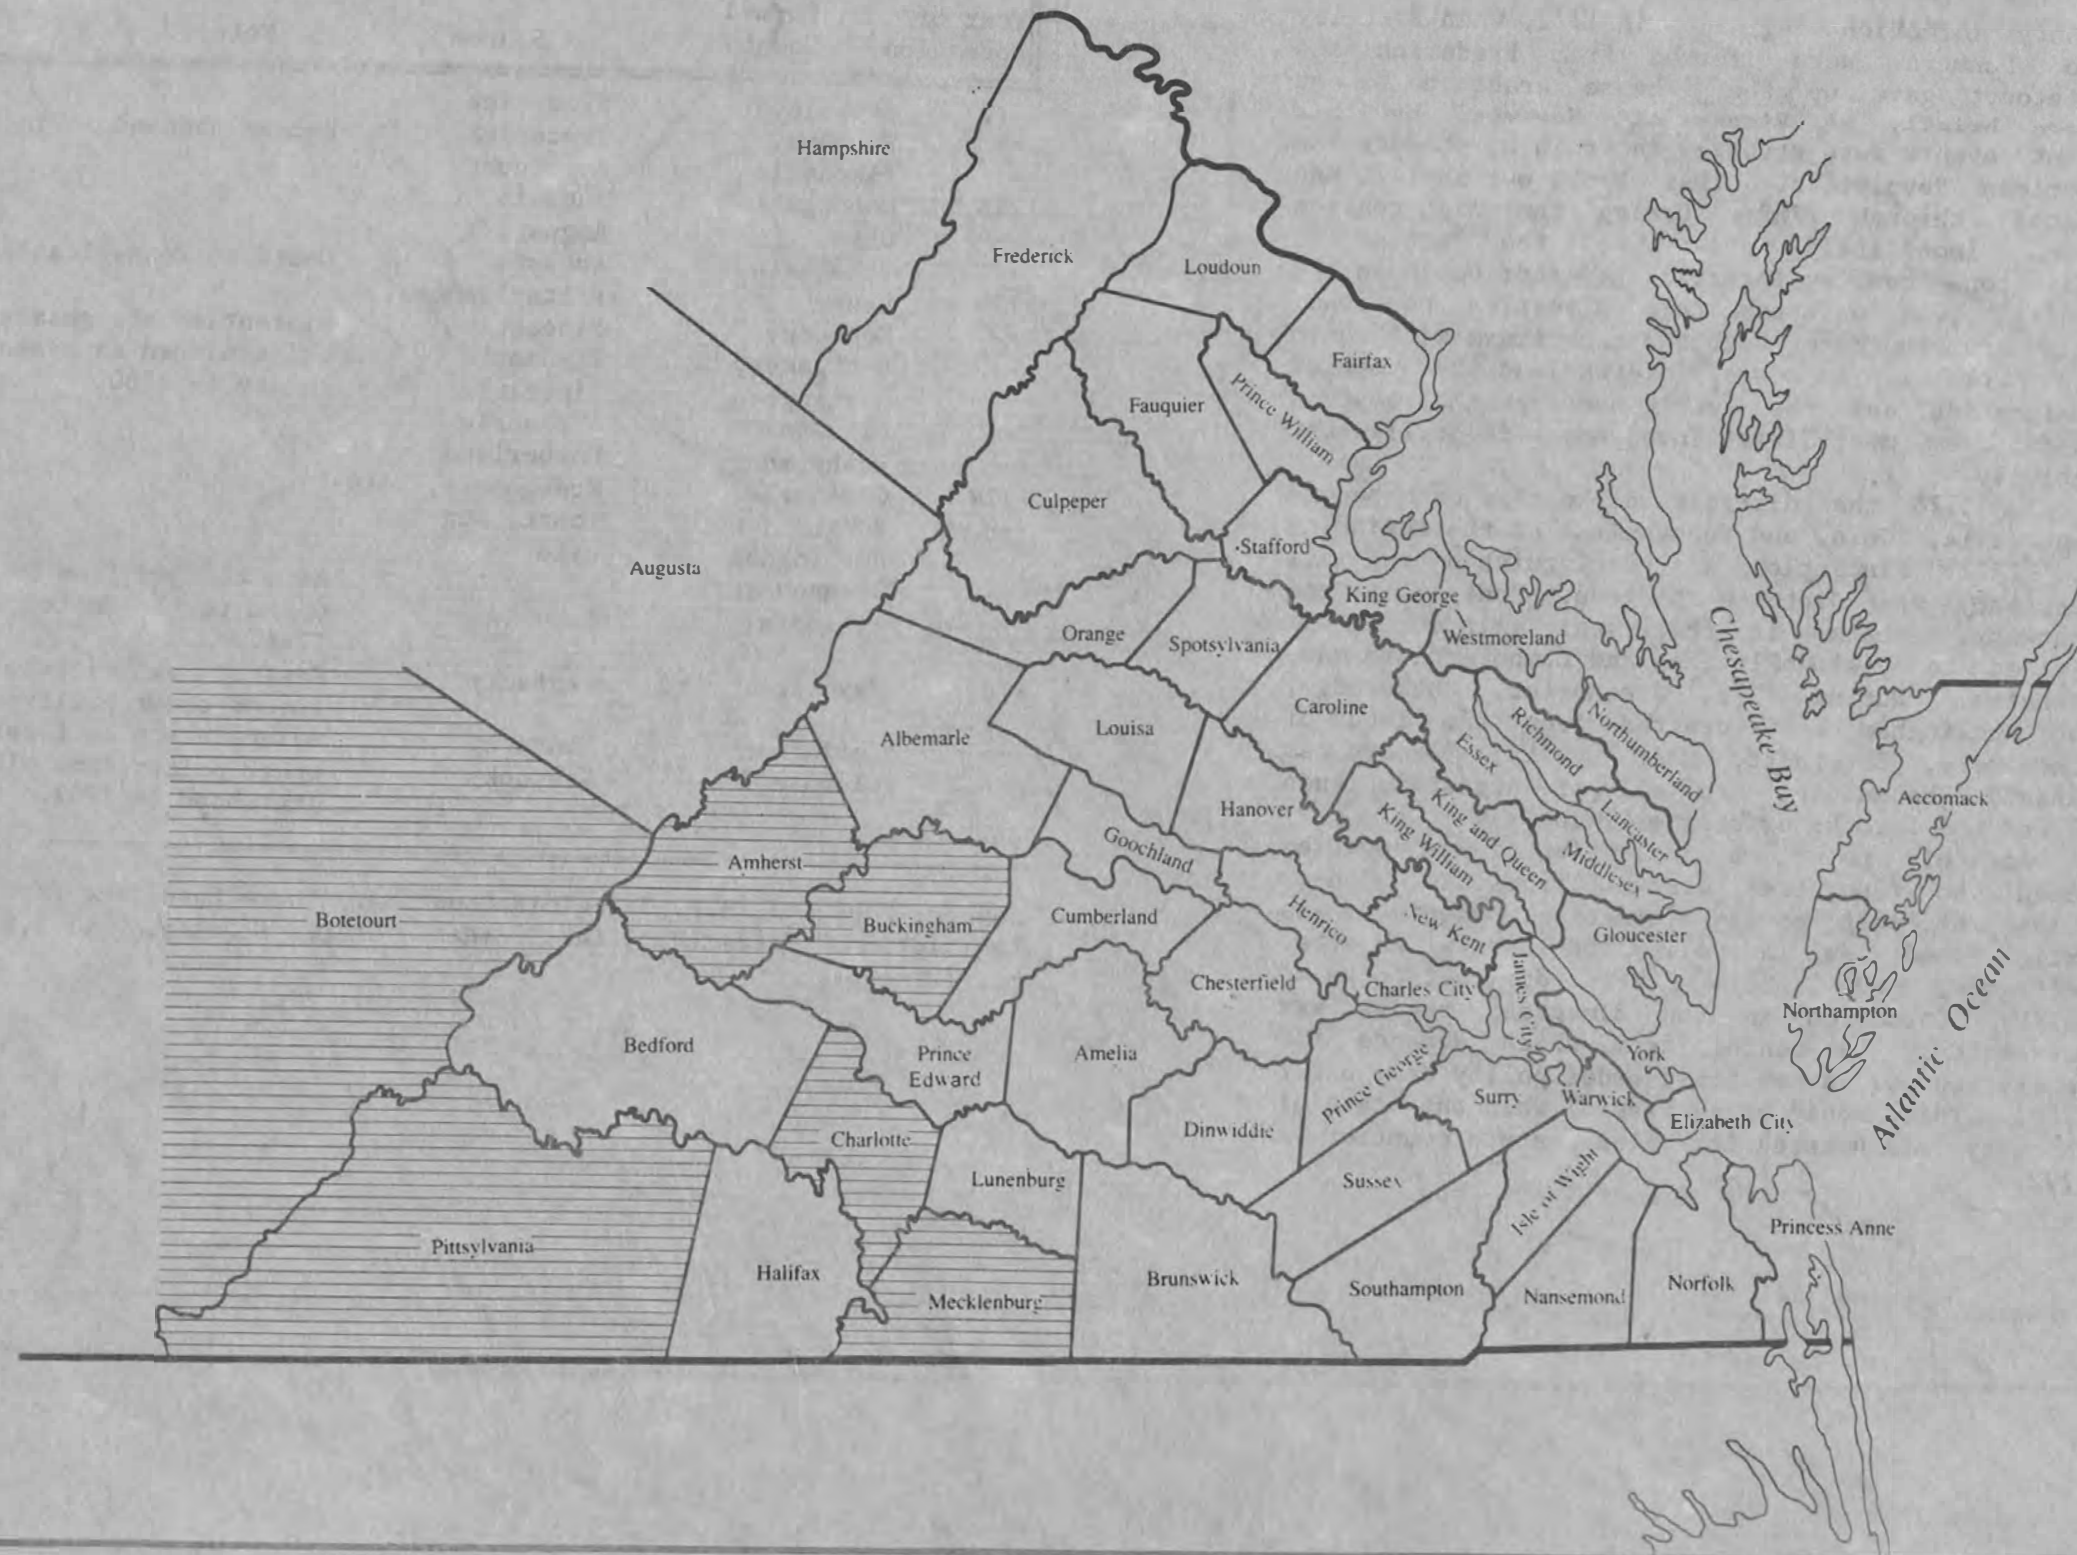 Hampshire
Frederick
Loudoun
Fairfax
Prince William
Fauquier
Culpeper
Stafford
King George
Augusta
Orange
Spotsylvania
Westmoreland
Chesapeake Bay
Caroline
Richmond
Northumberland
Essex
Albemarle
Louisa
Hanover
King and Queen
King William
Lancaster
Middlesex
Accomack
Goochland
Amherst
Botetourt
Buckingham
Cumberland
Henrico
New Kent
Gloucester
Chesterfield
Charles City
James City
Northampton
Atlantic Ocean
Bedford
Prince
Edward
Amelia
Prince George
York
Surry
Warwick
Elizabeth City
Charlotte
Dinwiddie
Lunenburg
Sussex
Isle of Wight
Princess Anne
Pittsylvania
Halifax
Mecklenburg
Brunswick
Southampton
Nansemond
Norfolk